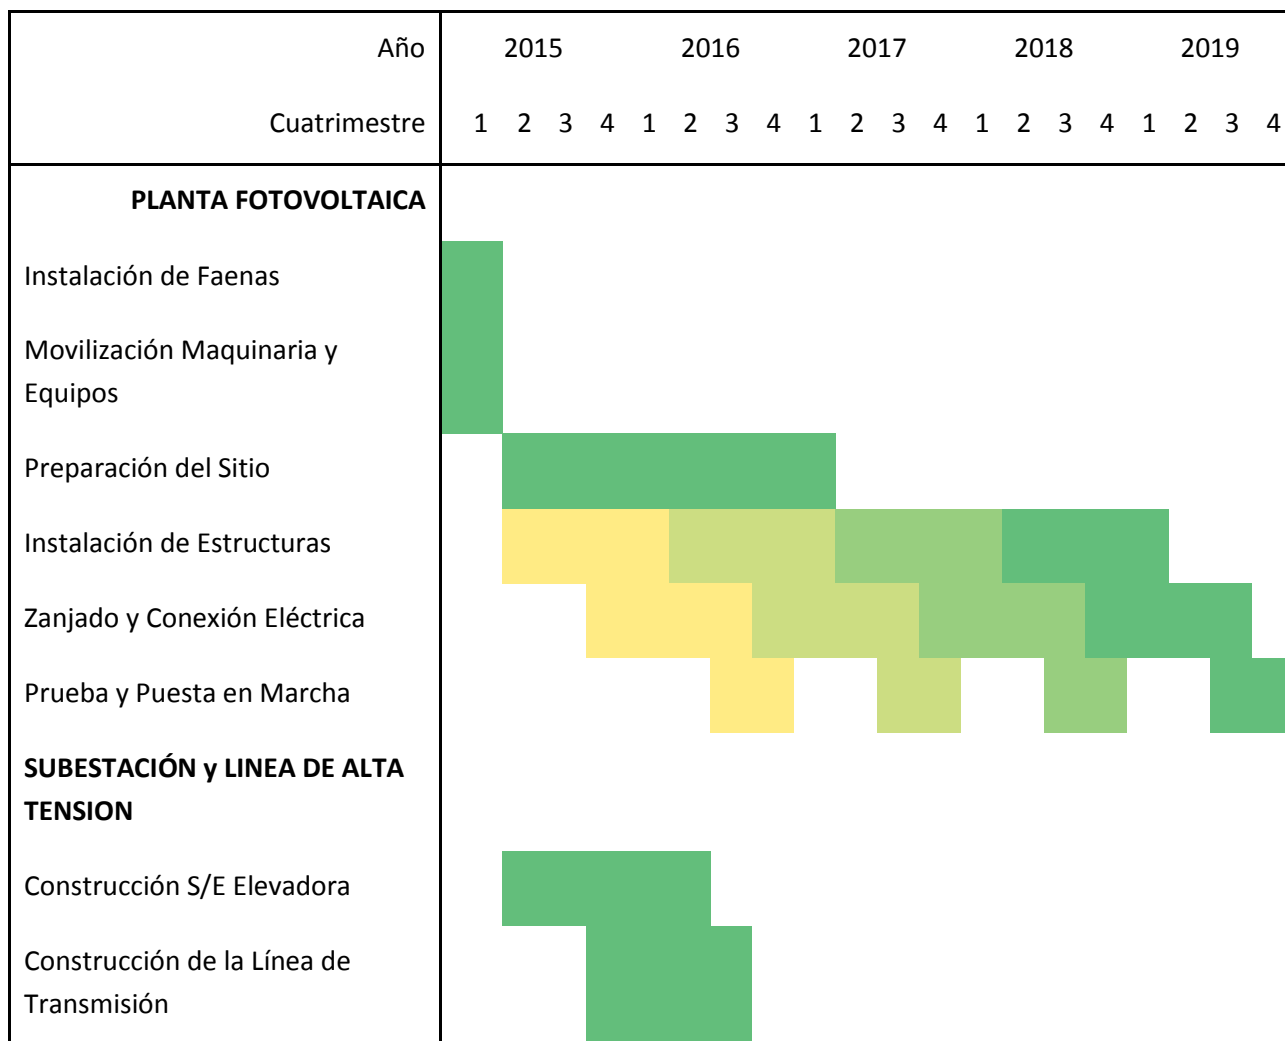 Año 2015 2016 2017 2018 2019
Cuatrimestre 1 2 3 4 1 2 3 4 1 2 3 4 1 2 3 4 1 2 3 4
PLANTA FOTOVOLTAICA
Instalación de Faenas
Movilización Maquinaria y
Equipos
Preparación del Sitio
Instalación de Estructuras
Zanjado y Conexión Eléctrica
Prueba y Puesta en Marcha
SUBESTACIÓN y LINEA DE ALTA
TENSION
Construcción S/E Elevadora
Construcción de la Línea de
Transmisión